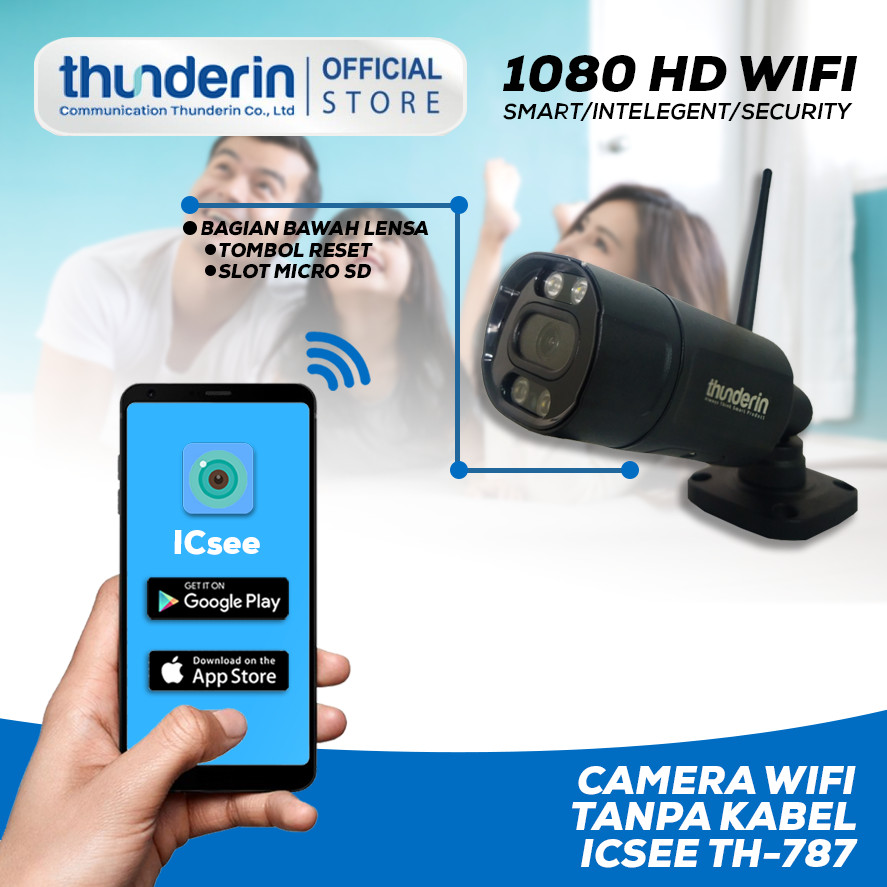 thunderin
Communication Thunderin Co., Ltd
OFFICIAL
STORE
1080 HD WIFI
SMART/INTELEGENT/SECURITY
BAGIAN BAWAH LENSA
TOMBOL RESET
SLOT MICRO SD
thunderin
ICsee
GET IT ON
Google Play
Download on the
App Store
CAMERA WIFI
TANPA KABEL
ICSEE TH-787